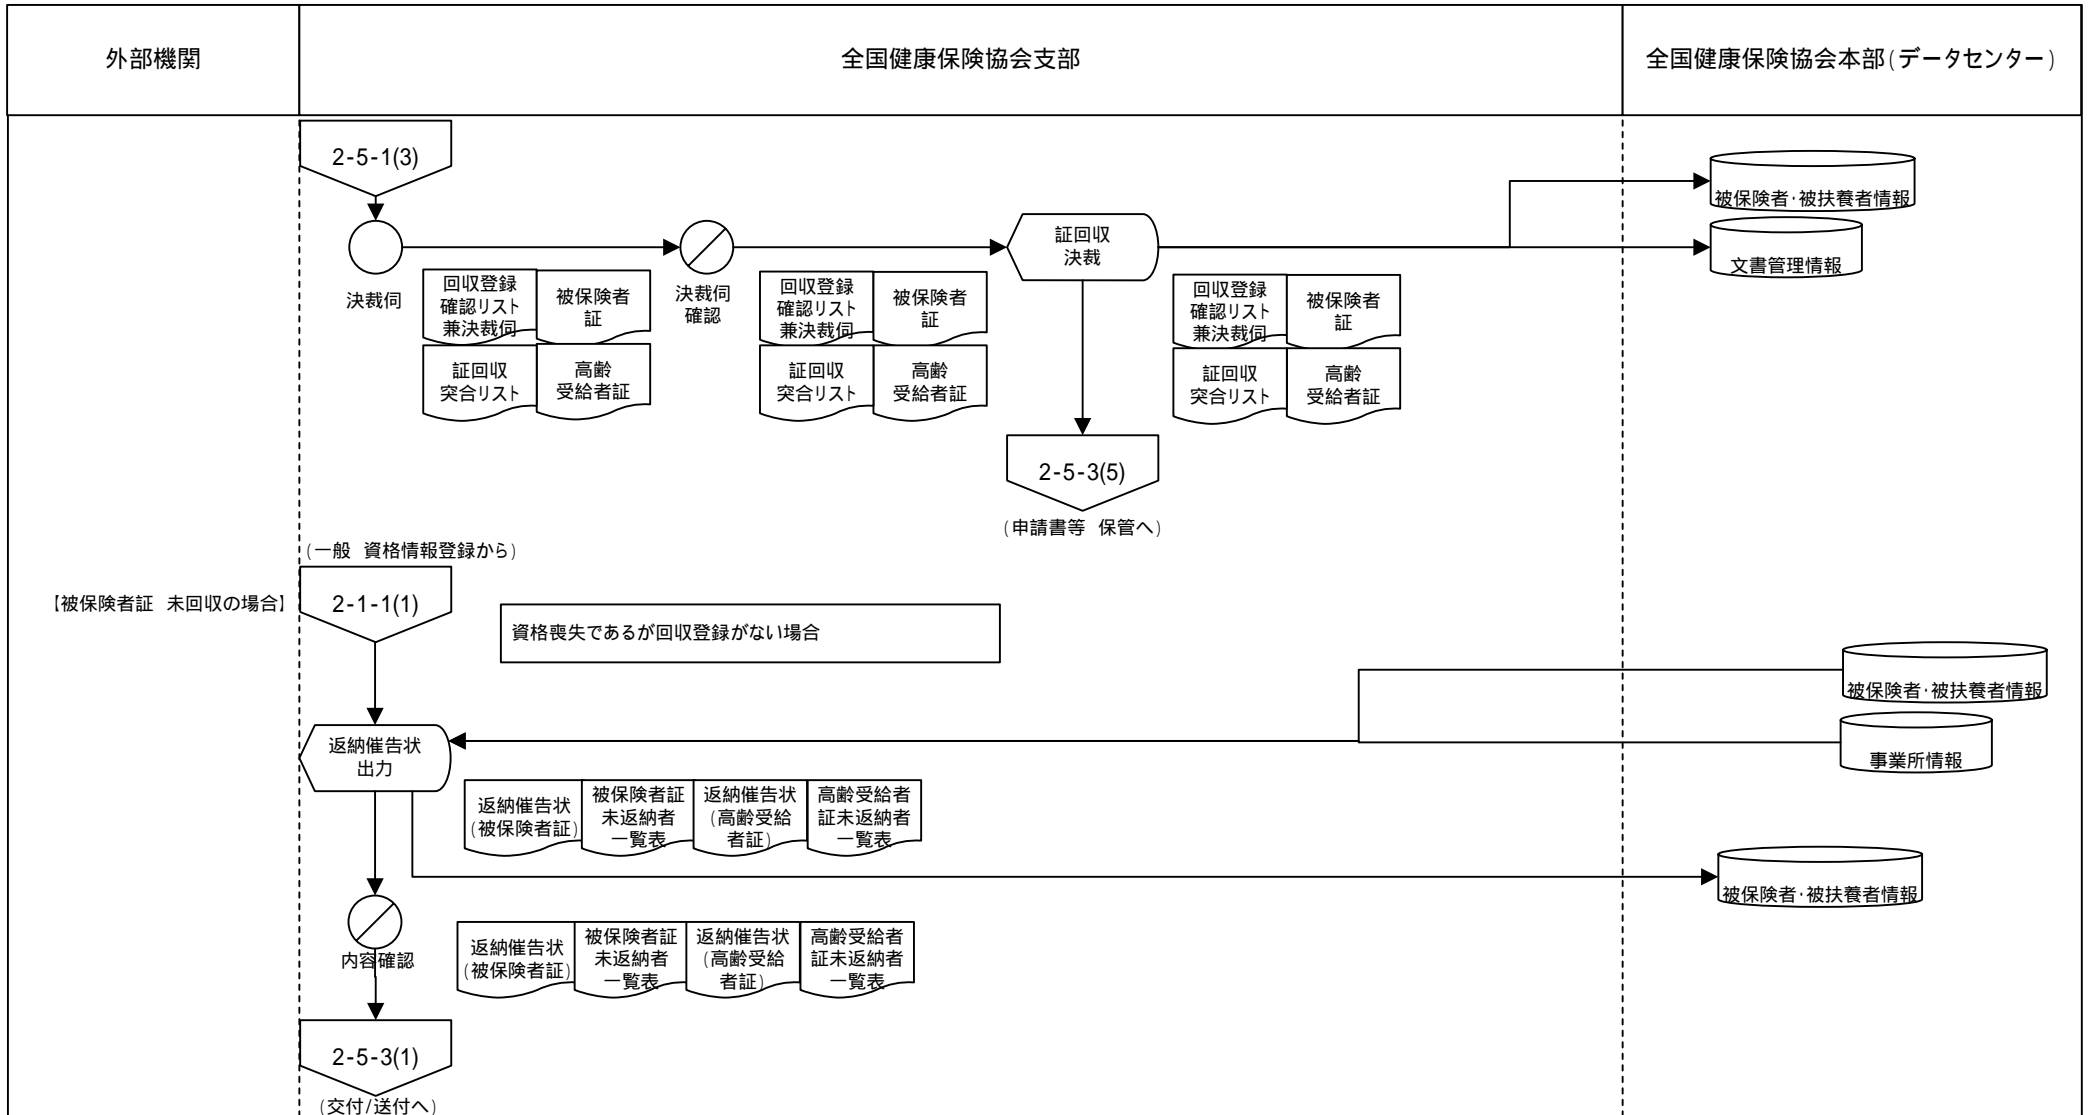 外部機関
全国健康保険協会支部
全国健康保険協会本部(データセンター)
2-5-1(3)
決裁伺
回収登録
確認リスト
兼決裁伺
被保険者
証
証回収
突合リスト
高齢
受給者証
決裁伺
確認
回収登録
確認リスト
兼決裁伺
被保険者
証
証回収
突合リスト
高齢
受給者証
証回収
決裁
回収登録
確認リスト
兼決裁伺
被保険者
証
証回収
突合リスト
高齢
受給者証
被保険者・被扶養者情報
文書管理情報
2-5-3(5)
(申請書等 保管へ)
(一般 資格情報登録から)
【被保険者証 未回収の場合】
2-1-1(1)
資格喪失であるが回収登録がない場合
被保険者・被扶養者情報
事業所情報
返納催告状
出力
返納催告状
(被保険者証)
被保険者証
未返納者
一覧表
返納催告状
(高齢受給
者証)
高齢受給者
証未返納者
一覧表
被保険者・被扶養者情報
内容確認
返納催告状
(被保険者証)
被保険者証
未返納者
一覧表
返納催告状
(高齢受給
者証)
高齢受給者
証未返納者
一覧表
2-5-3(1)
(交付/送付へ)